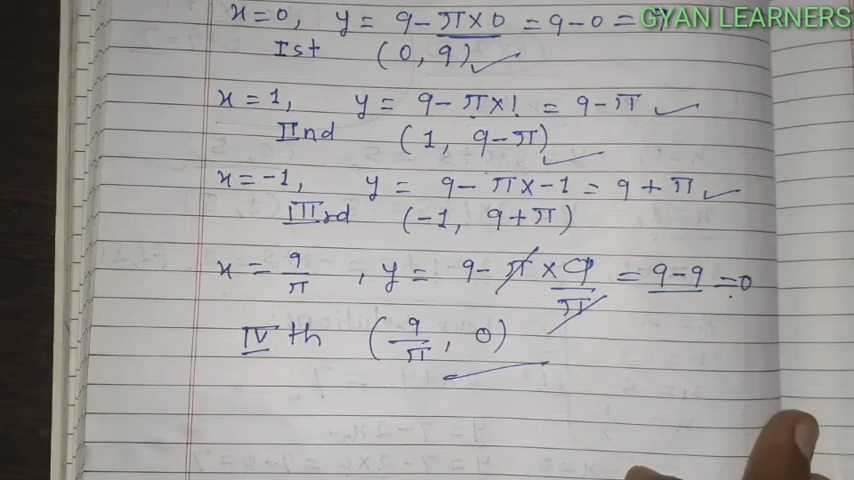 x=0, y= 9-π×0 =9-0 =
GYAN LEARNERS
Ist (0, 9)
x=1, y= 9-π×1 = 9-π
IInd (1, 9-π)
x=-1, y= 9-π×-1= 9+π
IIIrd (-1, 9+π)
x= 9/π, y= 9-π×9/π = 9-9 =0
IVth (9/π, 0)